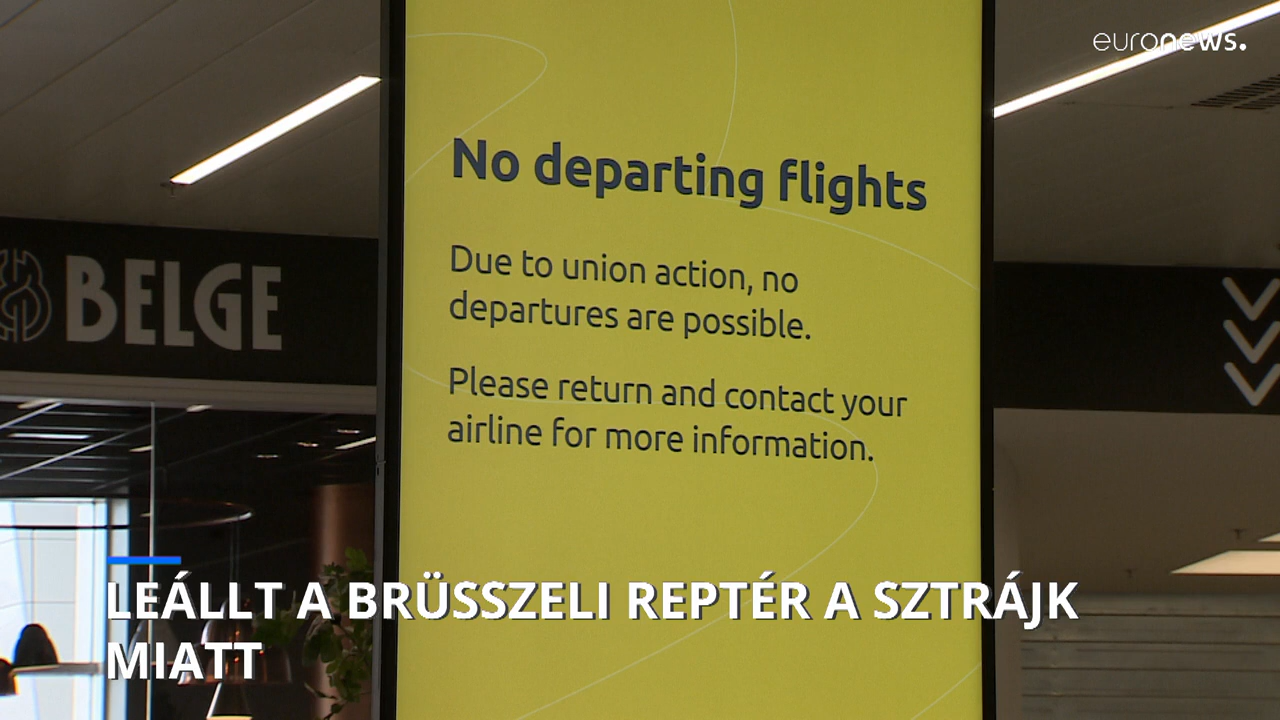 euronews.
No departing flights
Due to union action, no
departures are possible.
Please return and contact your
airline for more information.
BELGE
LEÁLLT A BRÜSSZELI REPTÉR A SZTRÁJK
MIATT